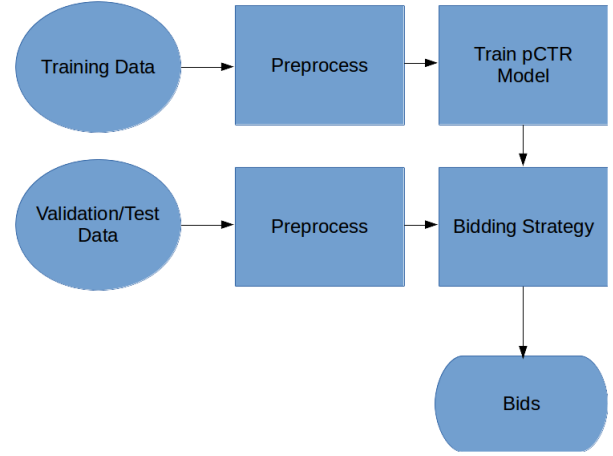 Training Data
Preprocess
Train pCTR
Model
Validation/Test
Data
Preprocess
Bidding Strategy
Bids